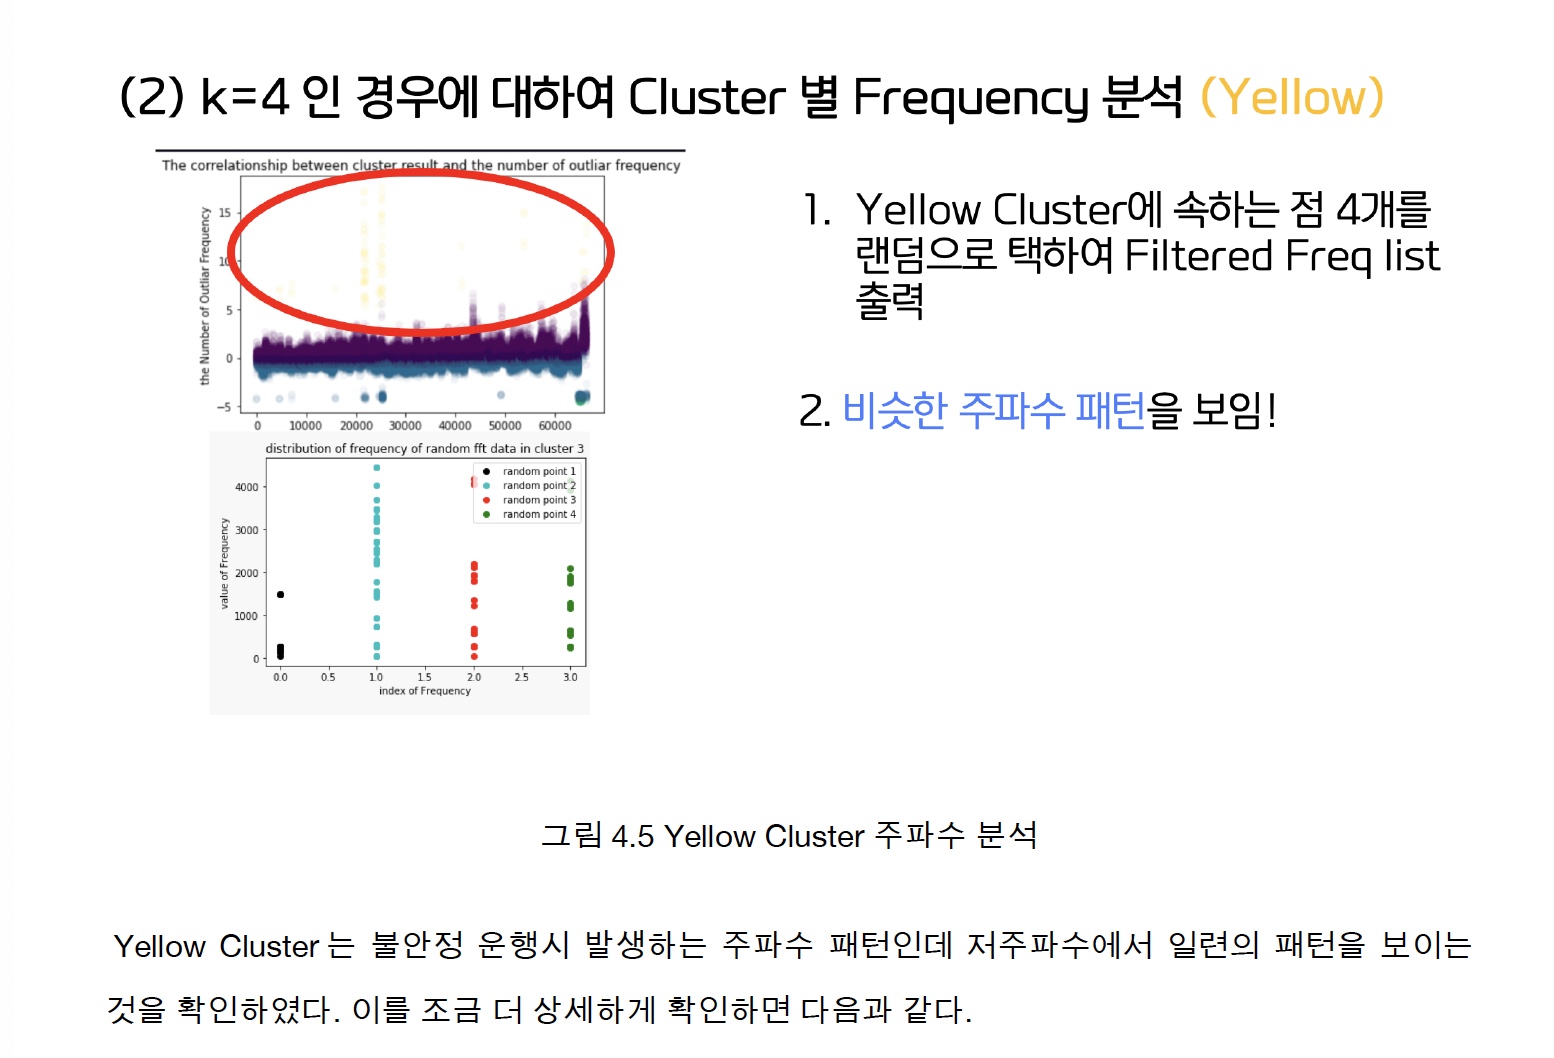 (2) k=4 인 경우에 대하여 Cluster 별 Frequency 분석 (Yellow)
The correlationship between cluster result and the number of outliar frequency
the Number of Outliar Frequency
15
10
5
0
−5
0 10000 20000 30000 40000 50000 60000
distribution of frequency of random fft data in cluster 3
random point 1
random point 2
random point 3
random point 4
value of Frequency
4000
3000
2000
1000
0
0.0 0.5 1.0 1.5 2.0 2.5 3.0
index of Frequency
1. Yellow Cluster에 속하는 점 4개를
랜덤으로 택하여 Filtered Freq list
출력
2. 비슷한 주파수 패턴을 보임!
그림 4.5 Yellow Cluster 주파수 분석
Yellow Cluster 는 불안정 운행시 발생하는 주파수 패턴인데 저주파수에서 일련의 패턴을 보이는
것을 확인하였다. 이를 조금 더 상세하게 확인하면 다음과 같다.